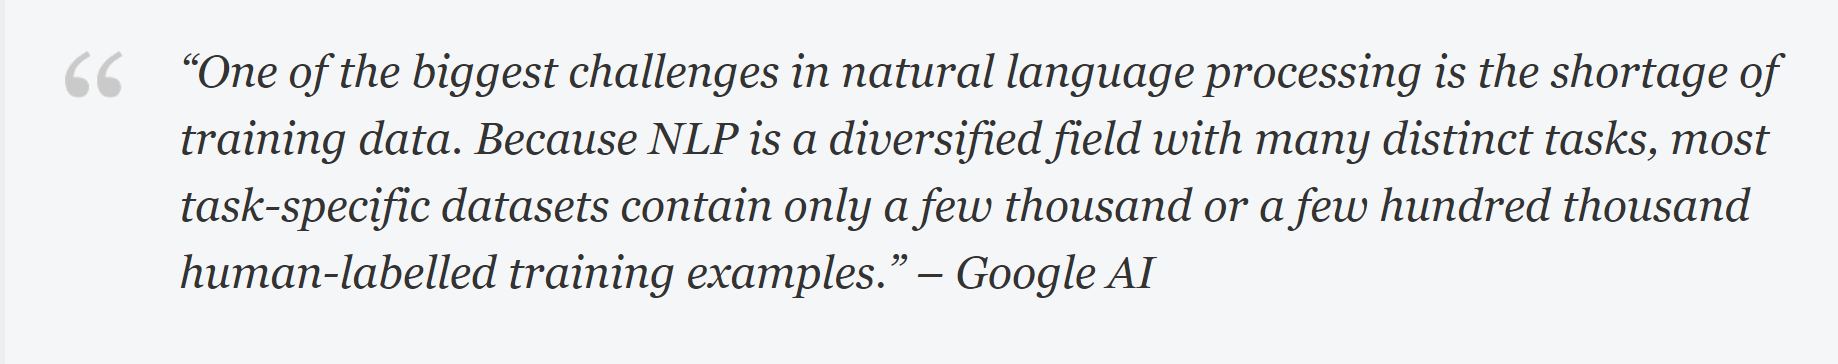 “One of the biggest challenges in natural language processing is the shortage of
training data. Because NLP is a diversified field with many distinct tasks, most
task-specific datasets contain only a few thousand or a few hundred thousand
human-labelled training examples.” – Google AI